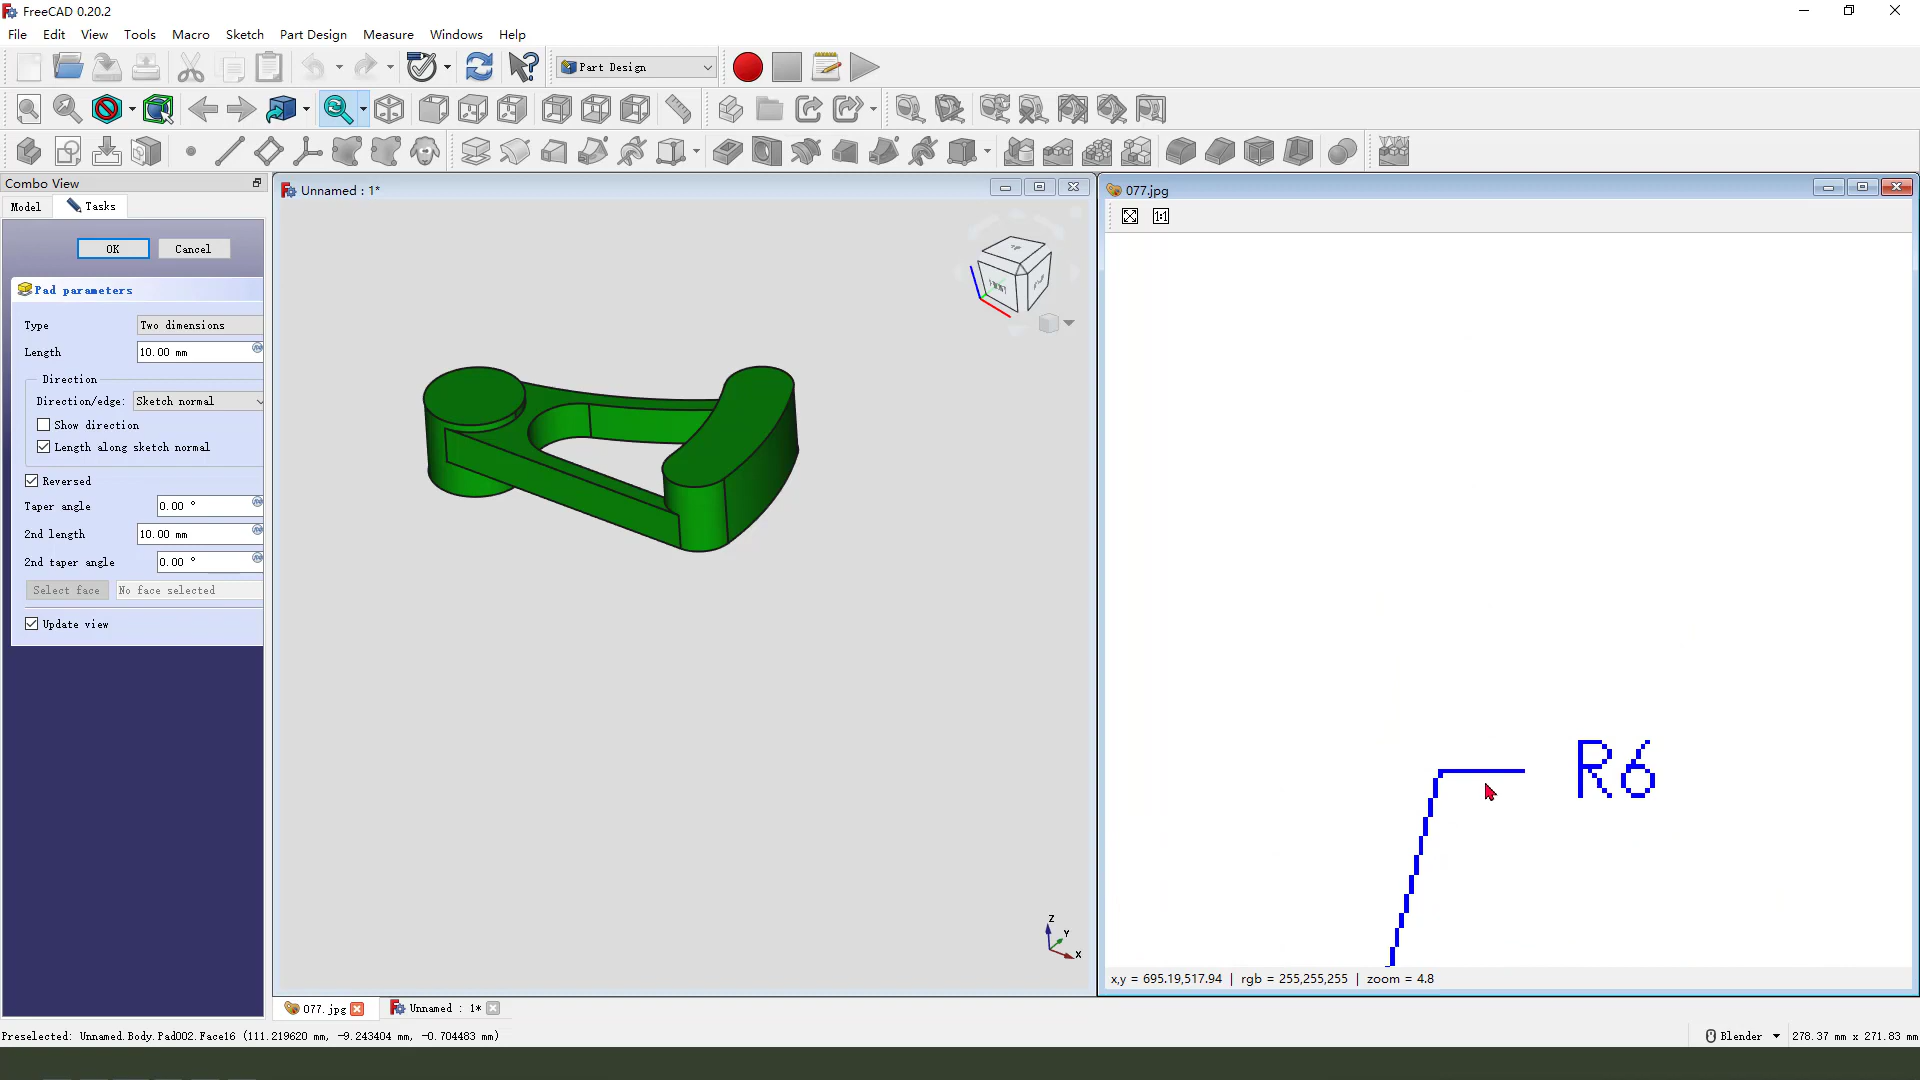 FreeCAD 0.20.2
File Edit View Tools Macro Sketch Part Design Measure Windows Help
Part Design
Combo View
Model Tasks
OK Cancel
Pad parameters
Type Two dimensions
Length 10.00 mm
Direction
Direction/edge: Sketch normal
Show direction
Length along sketch normal
Reversed
Taper angle 0.00 °
2nd length 10.00 mm
2nd taper angle 0.00 °
Select face No face selected
Update view
Unnamed : 1*
FRONT
Z
Y
X
077.jpg
1:1
R6
x,y = 695.19,517.94 | rgb = 255,255,255 | zoom = 4.8
077.jpg Unnamed : 1*
Preselected: Unnamed.Body.Pad002.Face16 (111.219620 mm, -9.243404 mm, -0.704483 mm)
Blender 278.37 mm x 271.83 mm